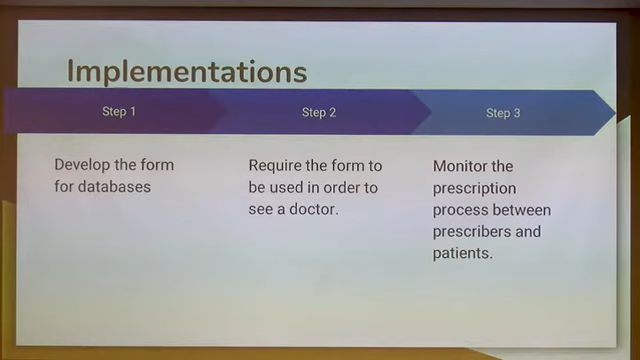 Implementations
Step 1
Step 2
Step 3
Develop the form
for databases
Require the form to
be used in order to
see a doctor.
Monitor the
prescription
process between
prescribers and
patients.